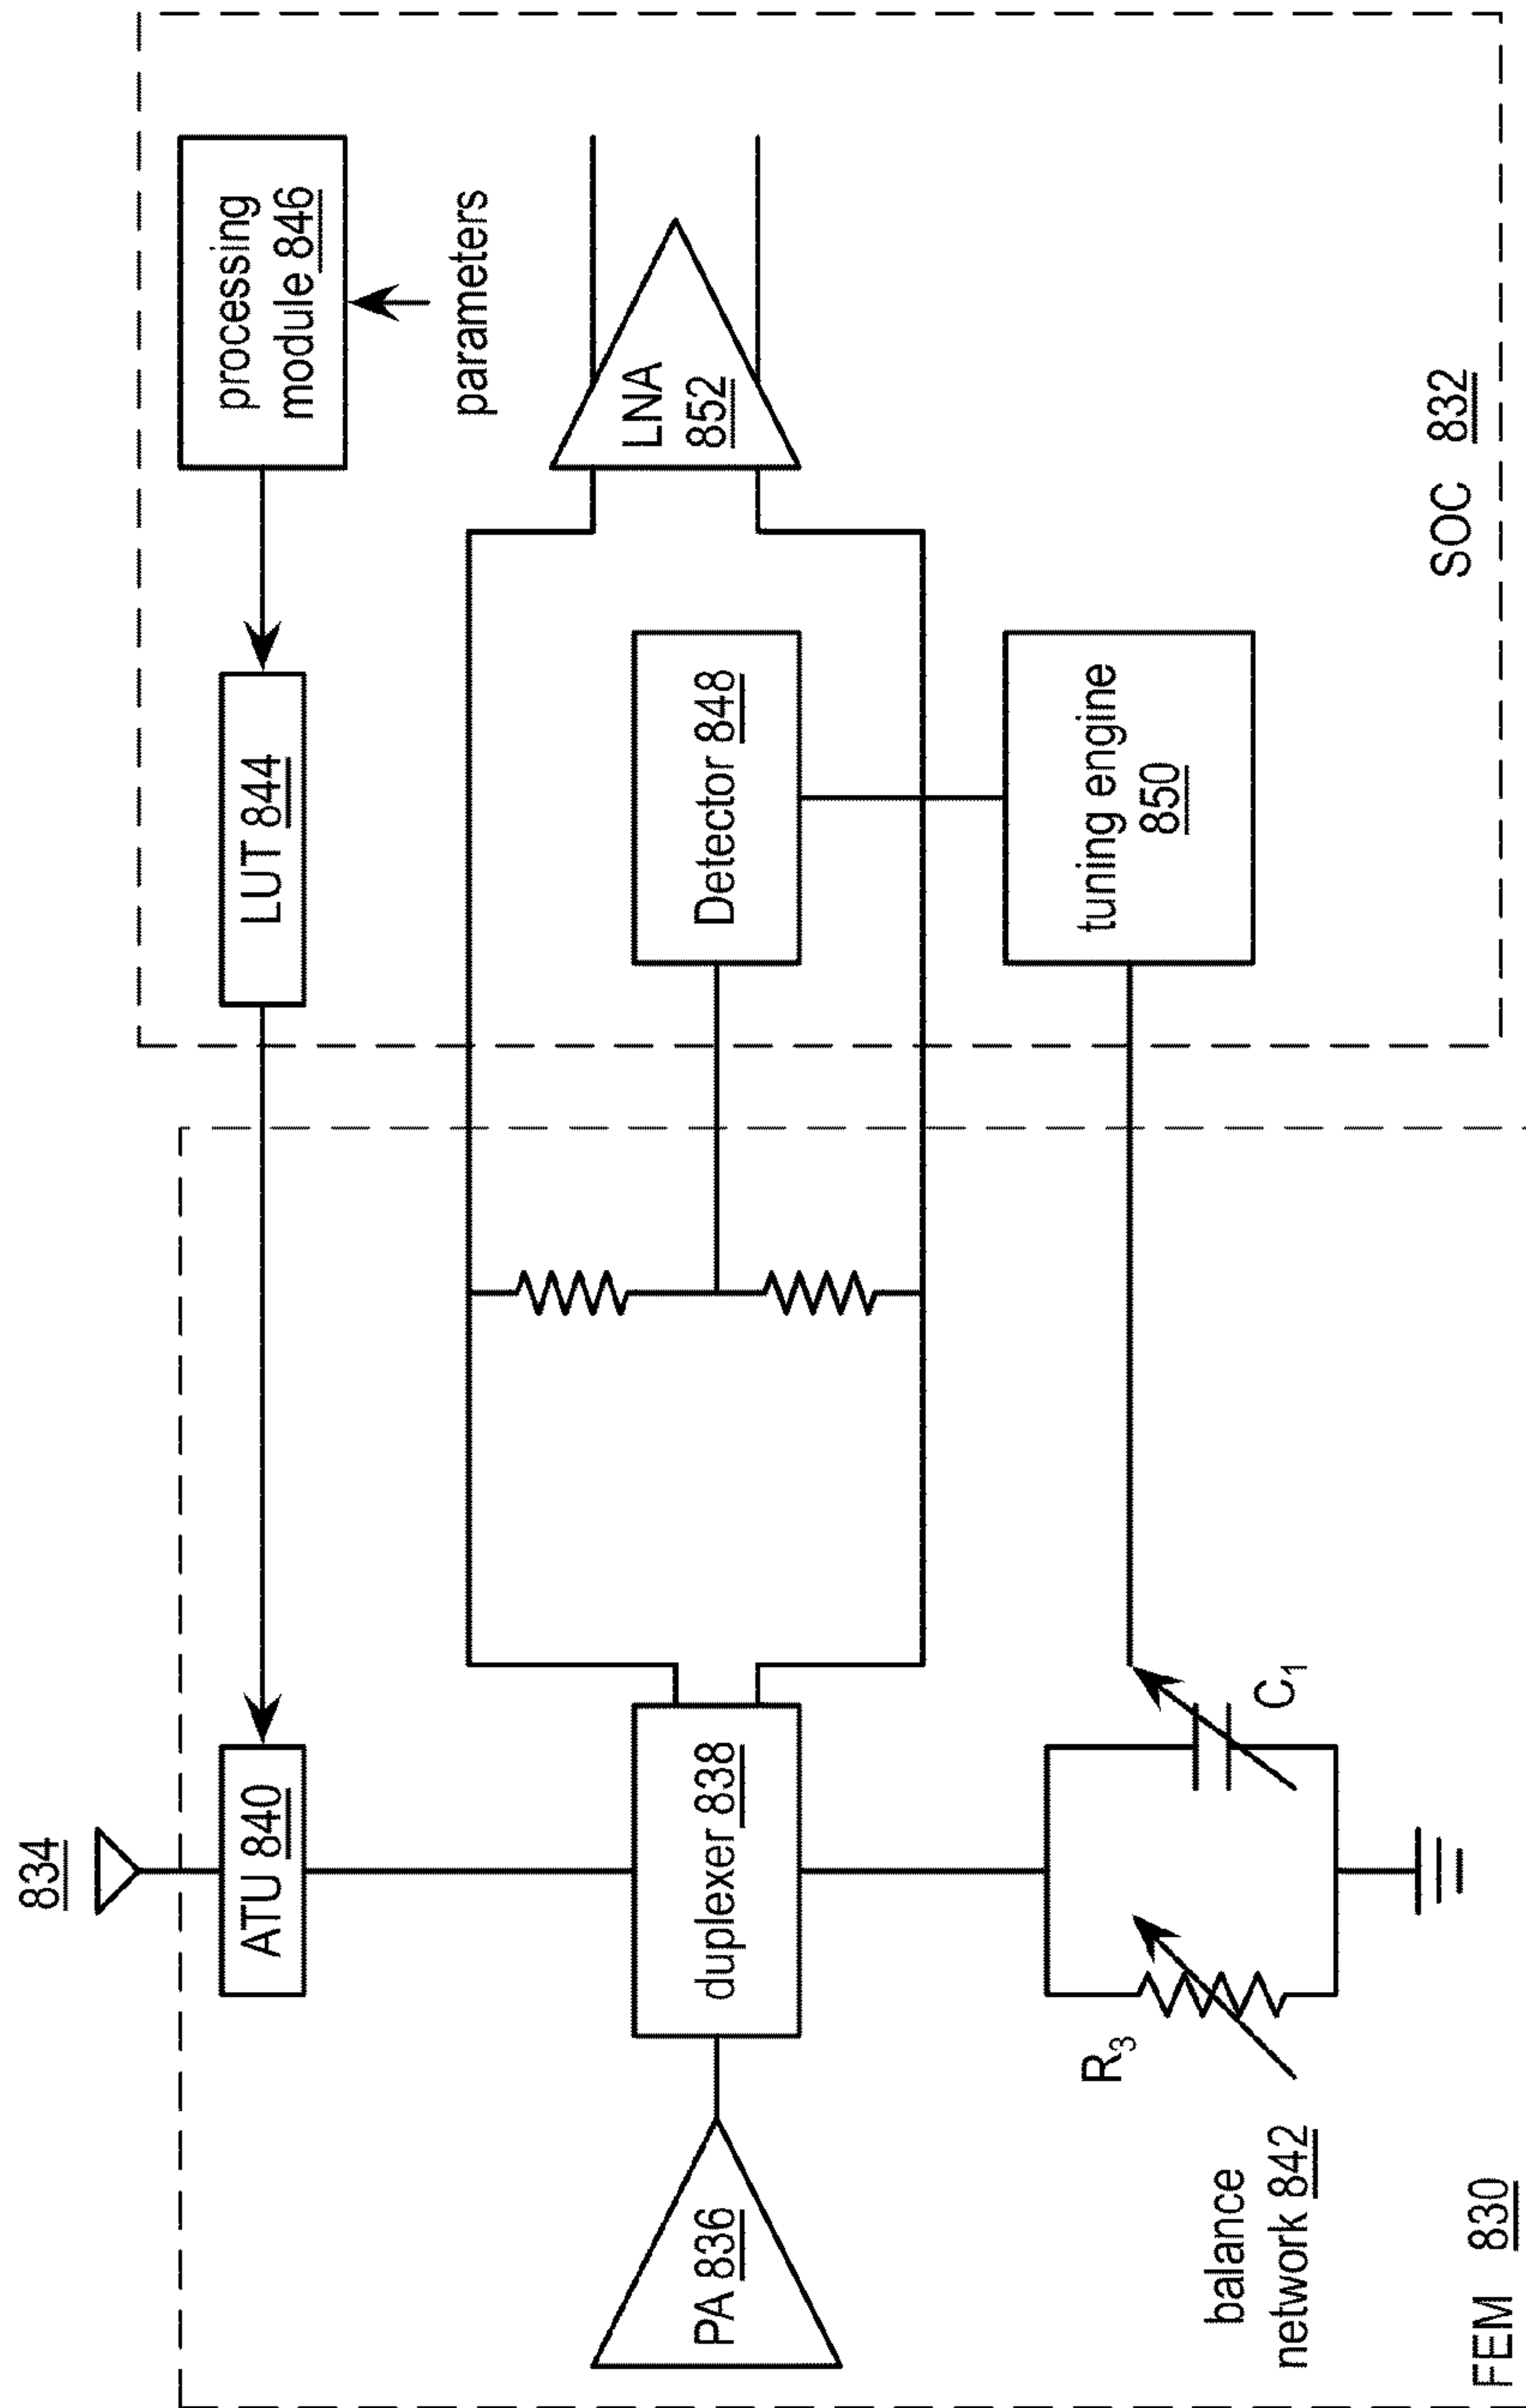 834
ATU 840
LUT 844
processing
module 846
parameters
PA 836
duplexer 838
Detector 848
LNA
852
R3
C1
tuning engine
850
balance
network 842
FEM 830
SOC 832